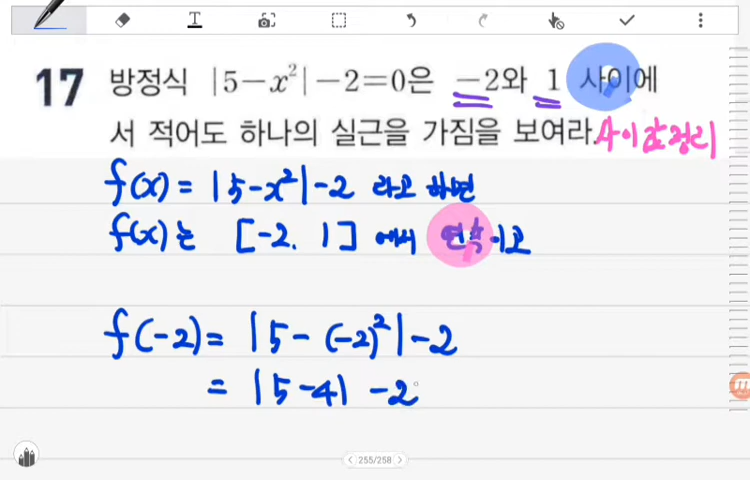 17 방정식 |5−x²|−2=0은 −2와 1 사이에
서 적어도 하나의 실근을 가짐을 보여라. 사이값정리
f(x) = |5-x²|-2 라고 하면
f(x)는 [-2, 1] 에서 연속이고
f(-2) = |5-(-2)²|-2
= |5-4| -2
255/258